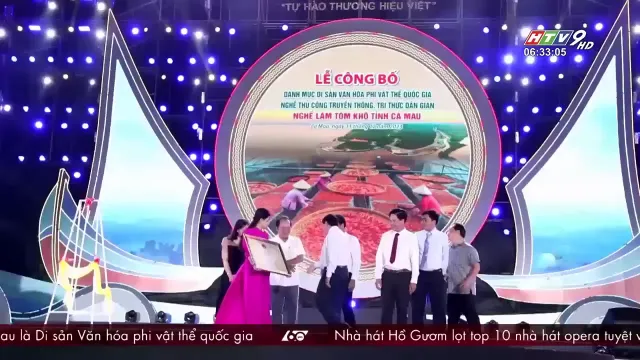 "TỰ HÀO THƯƠNG HIỆU VIỆT"
HTV9 HD
06:33:05
LỄ CÔNG BỐ
DANH MỤC DI SẢN VĂN HÓA PHI VẬT THỂ QUỐC GIA
NGHỀ THỦ CÔNG TRUYỀN THỐNG, TRI THỨC DÂN GIAN
NGHỀ LÀM TÔM KHÔ TỈNH CÀ MAU
au là Di sản Văn hóa phi vật thể quốc gia
60
Nhà hát Hồ Gươm lọt top 10 nhà hát opera tuyệt v